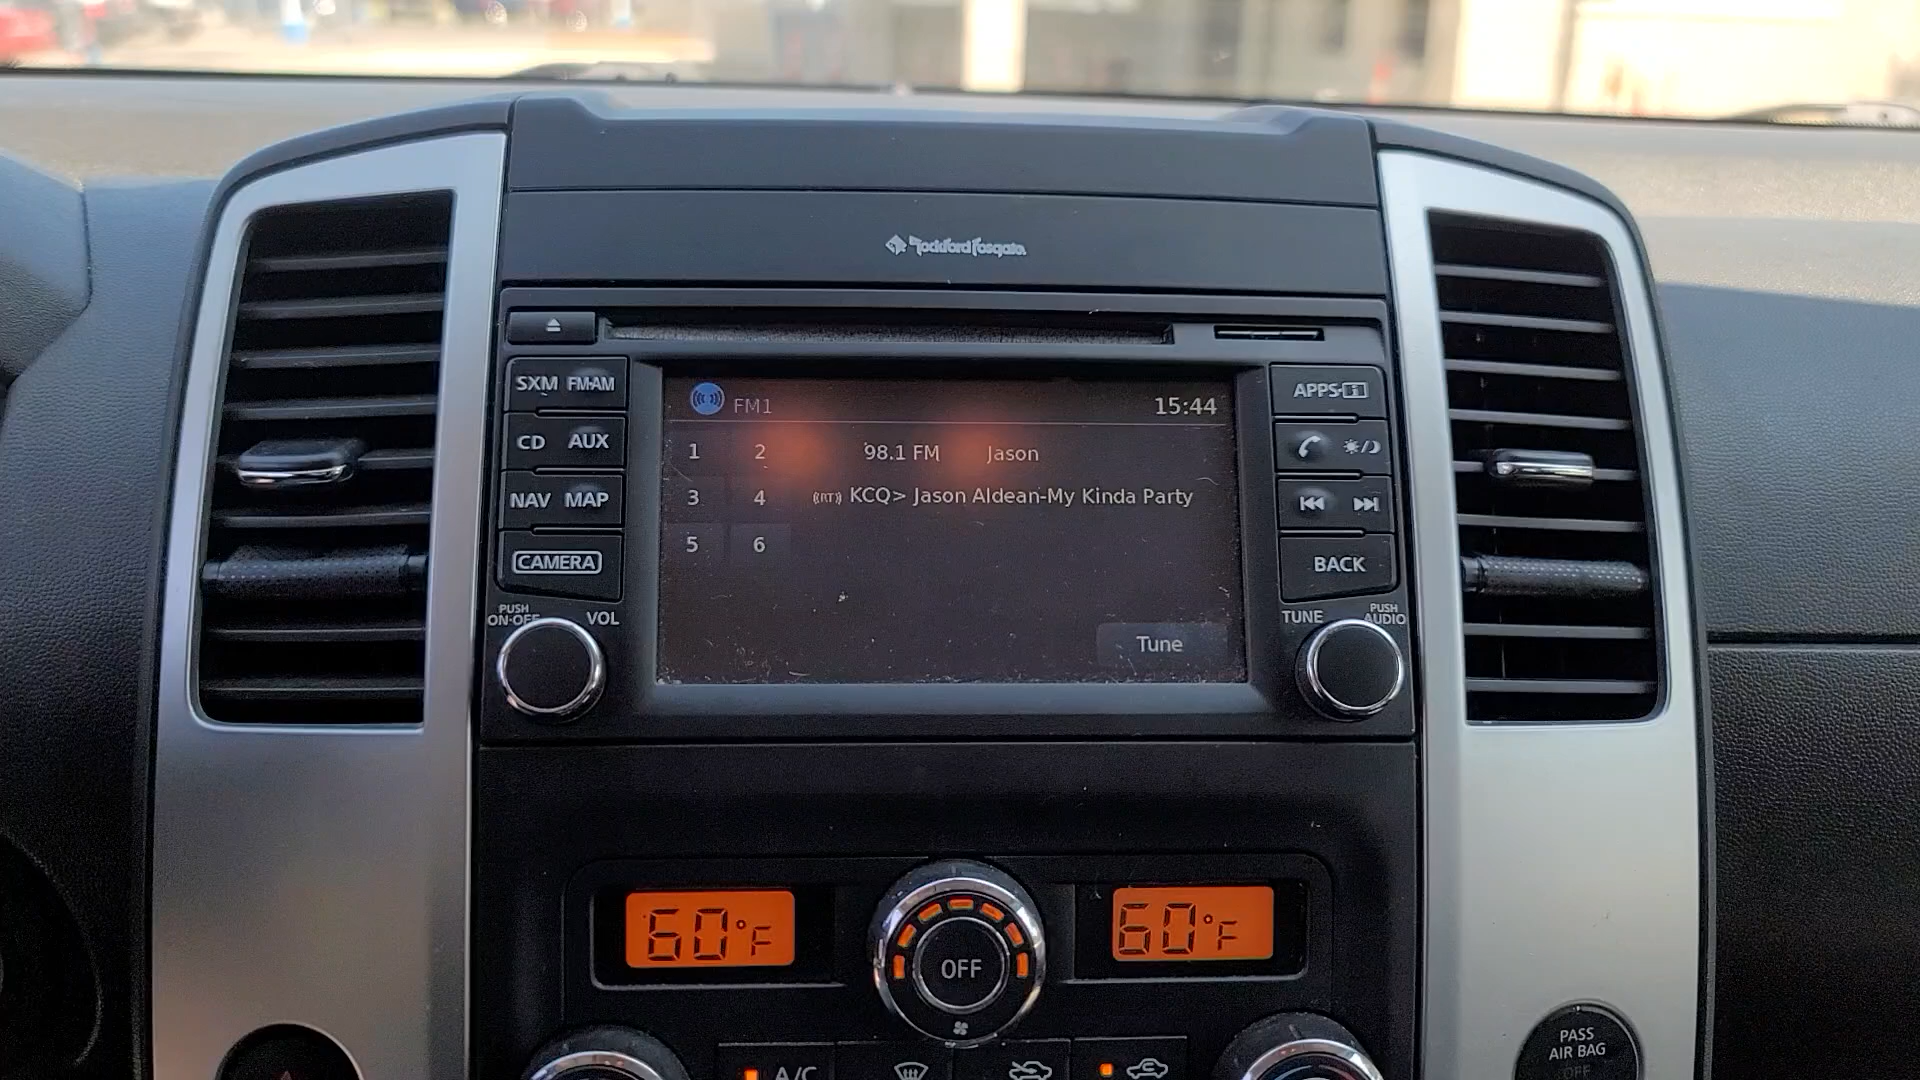 Rockford Fosgate
SXM FM·AM
APPS·i
FM1
15:44
CD AUX
1 2 98.1 FM Jason
NAV MAP
3 4 ((RT)) KCQ> Jason Aldean-My Kinda Party
5 6
CAMERA
BACK
PUSH
ON·OFF VOL
TUNE PUSH
AUDIO
Tune
60°F
60°F
OFF
A/C
PASS
AIR BAG
OFF